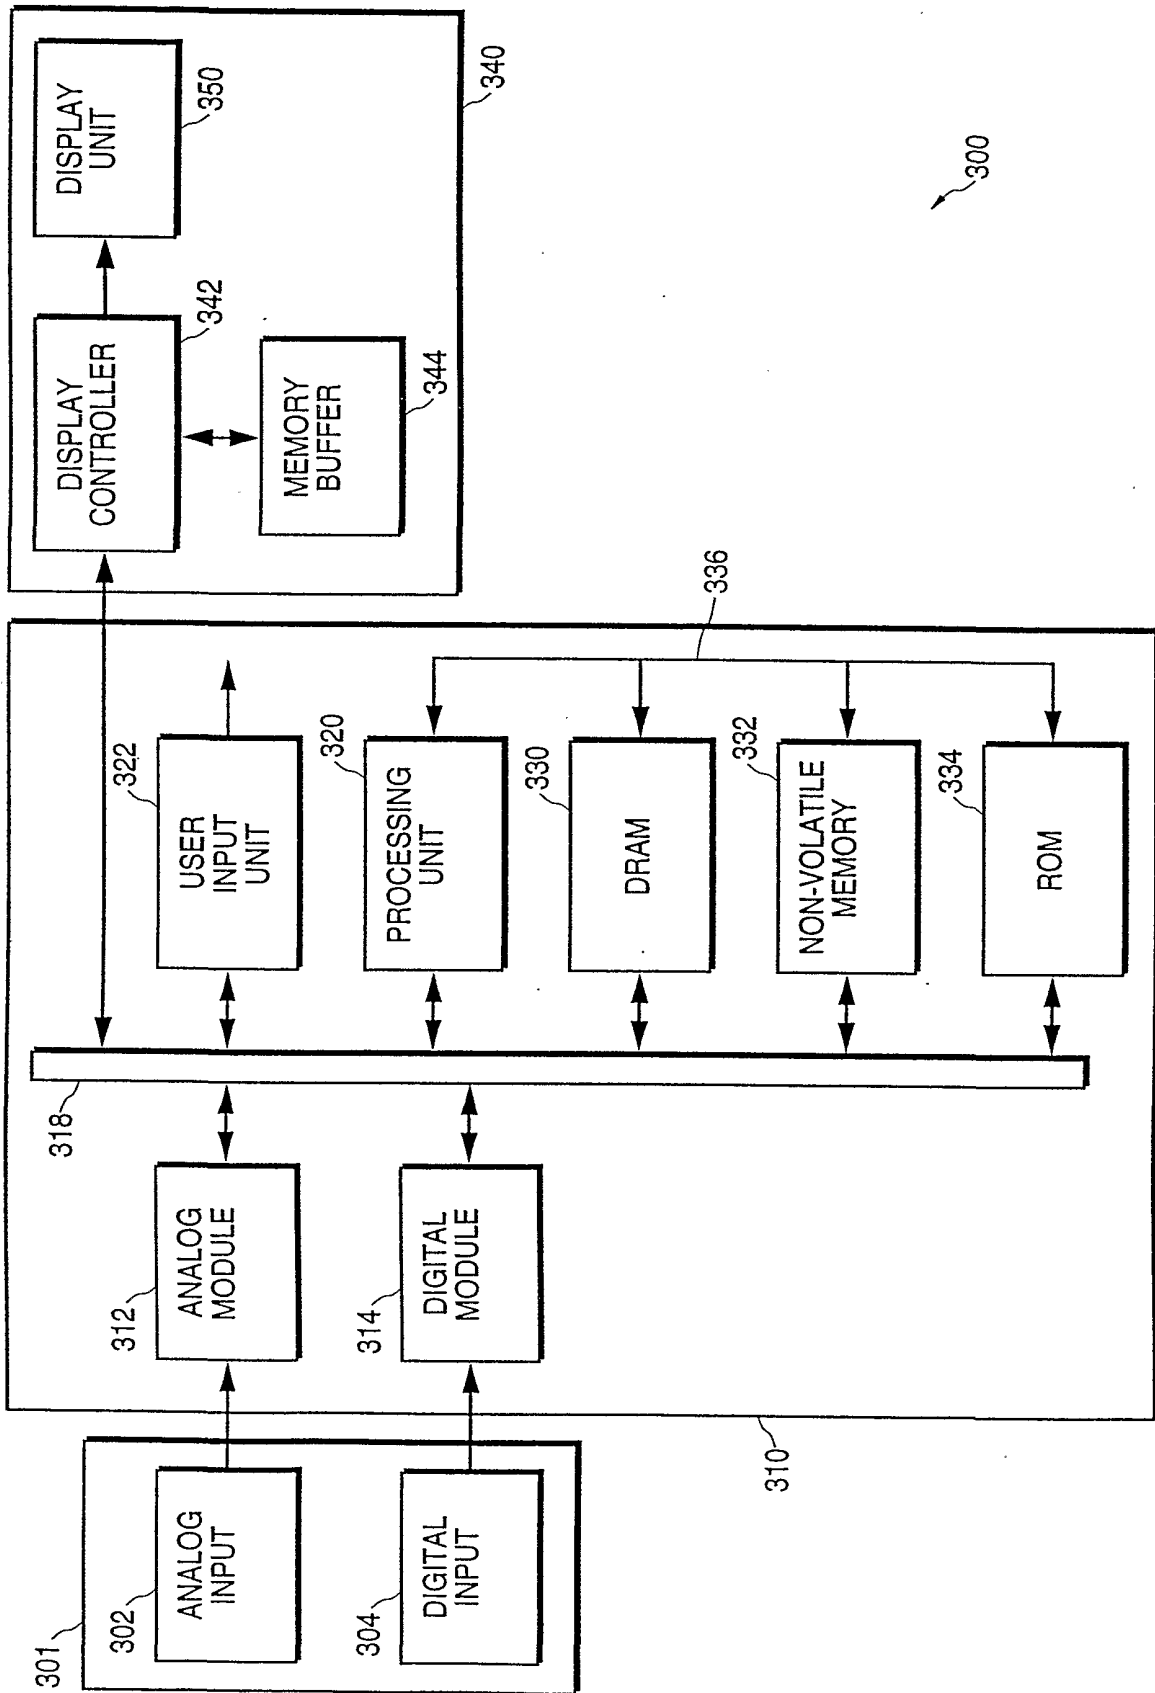 301
302
ANALOG
INPUT
304
DIGITAL
INPUT
310
312
ANALOG
MODULE
314
DIGITAL
MODULE
318
322
USER
INPUT
UNIT
320
PROCESSING
UNIT
330
DRAM
332
NON-VOLATILE
MEMORY
334
ROM
336
DISPLAY
CONTROLLER
342
MEMORY
BUFFER
344
DISPLAY
UNIT
350
340
300